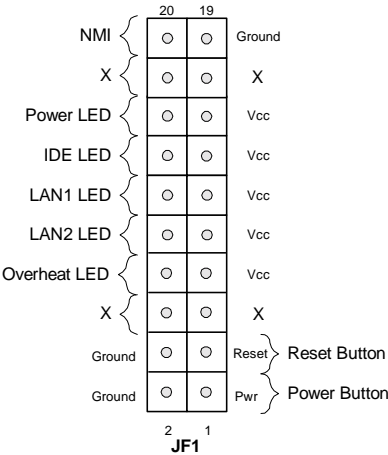 20 19
NMI Ground
X X
Power LED Vcc
IDE LED Vcc
LAN1 LED Vcc
LAN2 LED Vcc
Overheat LED Vcc
X X
Ground Reset Reset Button
Ground Pwr Power Button
2 1
JF1